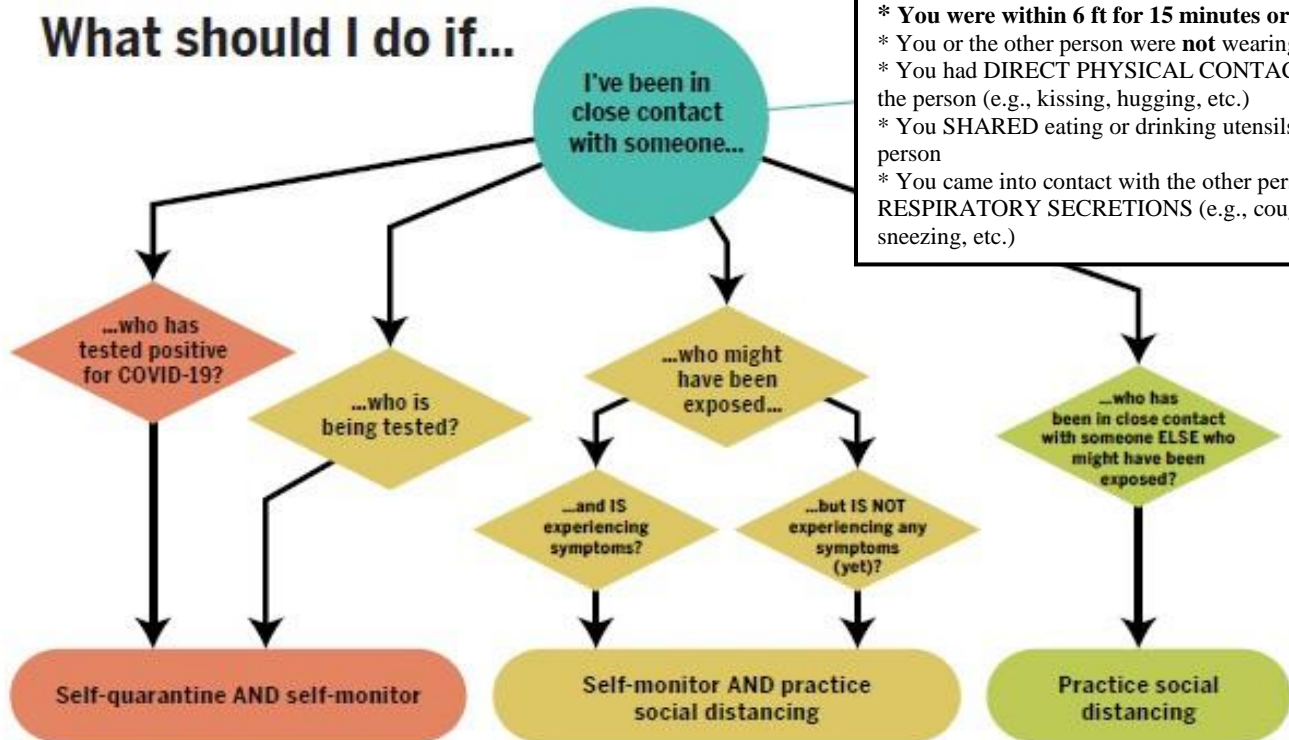 What should I do if...
I've been in
close contact
with someone...
* You were within 6 ft for 15 minutes or
* You or the other person were not wearing
* You had DIRECT PHYSICAL CONTAC
the person (e.g., kissing, hugging, etc.)
* You SHARED eating or drinking utensils
person
* You came into contact with the other pers
RESPIRATORY SECRETIONS (e.g., coug
sneezing, etc.)
...who has
tested positive
for COVID-19?
...who is
being tested?
...who might
have been
exposed...
...who has
been in close contact
with someone ELSE who
might have been
exposed?
...and IS
experiencing
symptoms?
...but IS NOT
experiencing any
symptoms
(yet)?
Self-quarantine AND self-monitor
Self-monitor AND practice
social distancing
Practice social
distancing